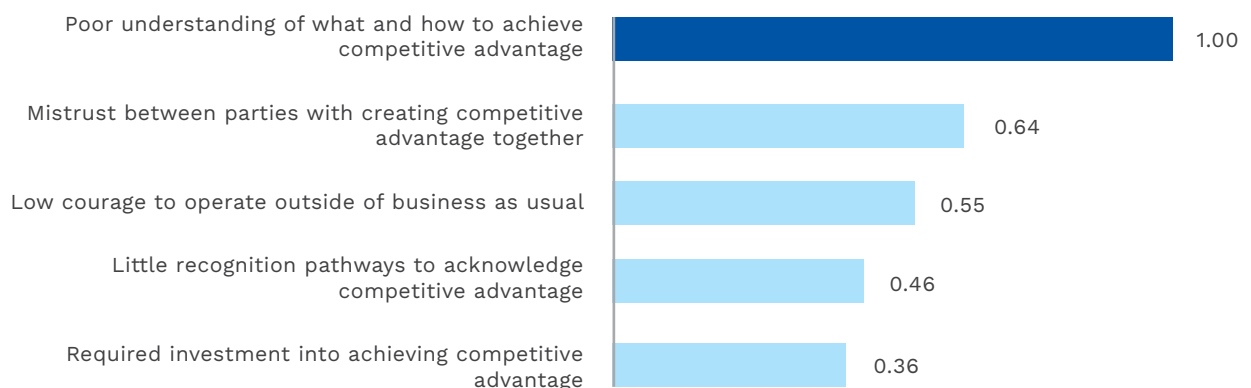 Poor understanding of what and how to achieve
competitive advantage
1.00
Mistrust between parties with creating competitive
advantage together
0.64
Low courage to operate outside of business as usual
0.55
Little recognition pathways to acknowledge
competitive advantage
0.46
Required investment into achieving competitive
advantage
0.36